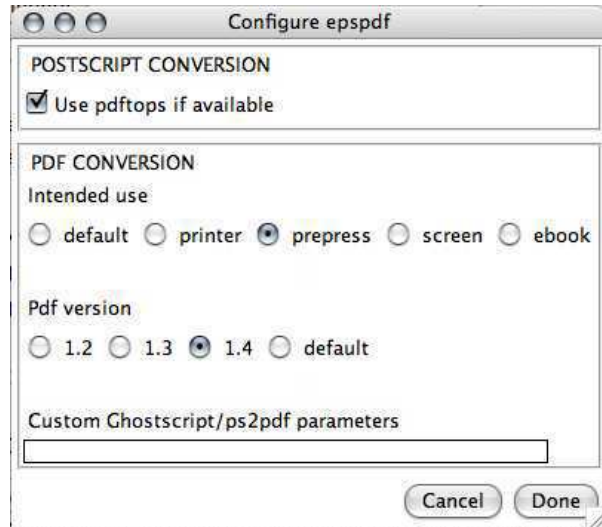 Configure epspdf
POSTSCRIPT CONVERSION
Use pdftops if available
PDF CONVERSION
Intended use
default printer prepress screen ebook
Pdf version
1.2 1.3 1.4 default
Custom Ghostscript/ps2pdf parameters
Cancel Done